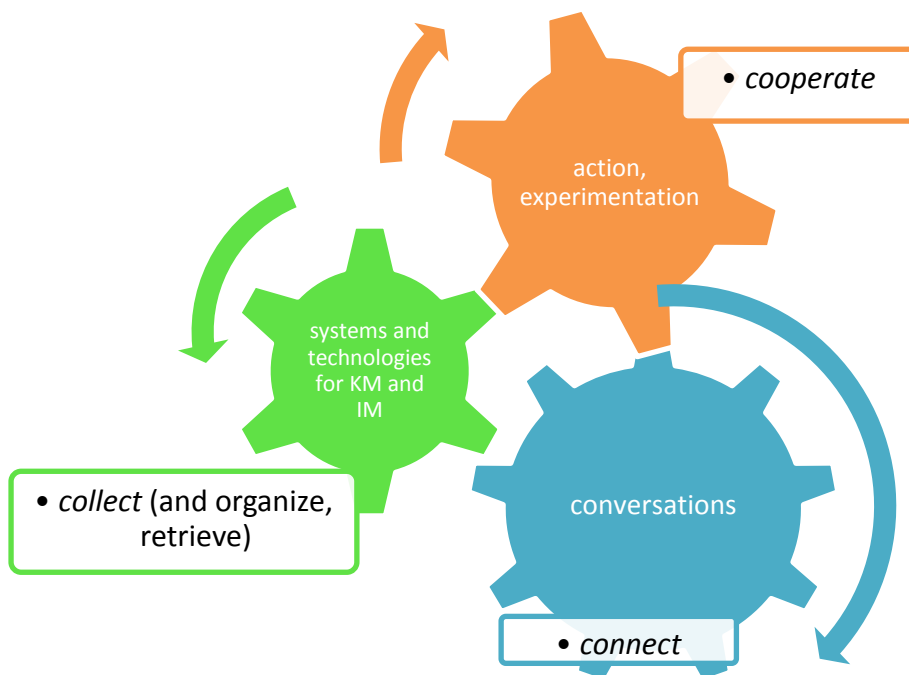 • cooperate
action,
experimentation
systems and
technologies
for KM and
IM
• collect (and organize,
retrieve)
conversations
• connect